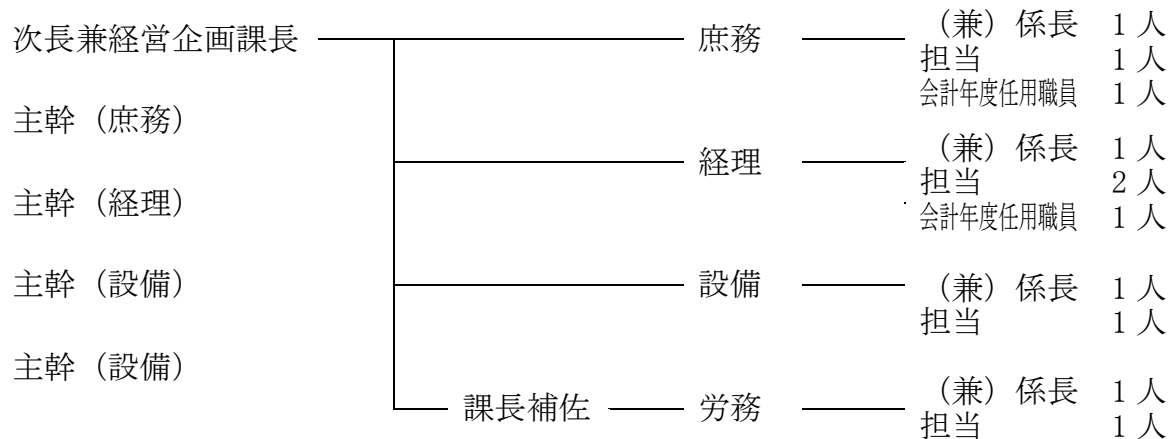 次長兼経営企画課長 庶務 （兼）係長 1人
担当 1人
会計年度任用職員 1人
主幹（庶務）
経理 （兼）係長 1人
担当 2人
主幹（経理）
会計年度任用職員 1人
主幹（設備） 設備 （兼）係長 1人
担当 1人
主幹（設備）
課長補佐 労務 （兼）係長 1人
担当 1人